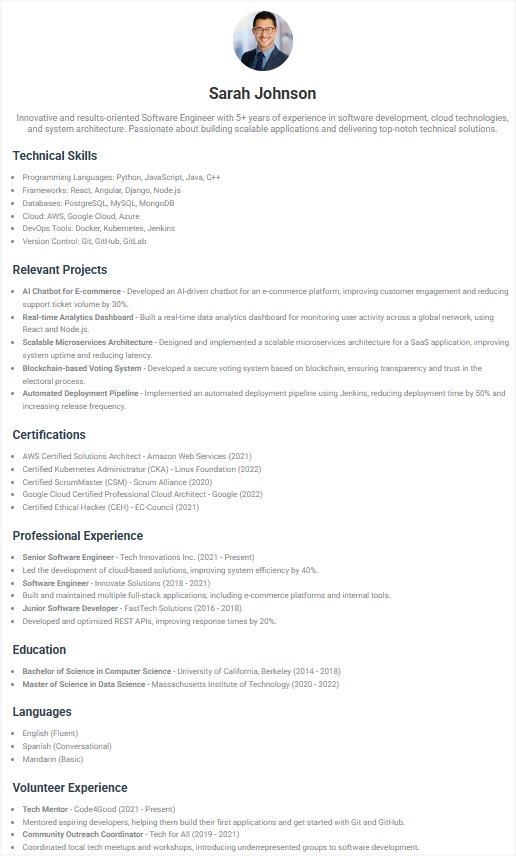 Sarah Johnson
Innovative and results-oriented Software Engineer with 5+ years of experience in software development, cloud technologies,
and system architecture. Passionate about building scalable applications and delivering top-notch technical solutions.
Technical Skills
Programming Languages: Python, JavaScript, Java, C++
Frameworks: React, Angular, Django, Node.js
Databases: PostgreSQL, MySQL, MongoDB
Cloud: AWS, Google Cloud, Azure
DevOps Tools: Docker, Kubernetes, Jenkins
Version Control: Git, GitHub, GitLab
Relevant Projects
AI Chatbot for E-commerce - Developed an AI-driven chatbot for an e-commerce platform, improving customer engagement and reducing
support ticket volume by 30%.
Real-time Analytics Dashboard - Built a real-time data analytics dashboard for monitoring user activity across a global network, using
React and Node.js.
Scalable Microservices Architecture - Designed and implemented a scalable microservices architecture for a SaaS application, improving
system uptime and reducing latency.
Blockchain-based Voting System - Developed a secure voting system based on blockchain, ensuring transparency and trust in the
electoral process.
Automated Deployment Pipeline - Implemented an automated deployment pipeline using Jenkins, reducing deployment time by 50% and
increasing release frequency.
Certifications
AWS Certified Solutions Architect - Amazon Web Services (2021)
Certified Kubernetes Administrator (CKA) - Linux Foundation (2022)
Certified ScrumMaster (CSM) - Scrum Alliance (2020)
Google Cloud Certified Professional Cloud Architect - Google (2022)
Certified Ethical Hacker (CEH) - EC-Council (2021)
Professional Experience
Senior Software Engineer - Tech Innovations Inc. (2021 - Present)
Led the development of cloud-based solutions, improving system efficiency by 40%.
Software Engineer - Innovate Solutions (2018 - 2021)
Built and maintained multiple full-stack applications, including e-commerce platforms and internal tools.
Junior Software Developer - FastTech Solutions (2016 - 2018)
Developed and optimized REST APIs, improving response times by 20%.
Education
Bachelor of Science in Computer Science - University of California, Berkeley (2014 - 2018)
Master of Science in Data Science - Massachusetts Institute of Technology (2020 - 2022)
Languages
English (Fluent)
Spanish (Conversational)
Mandarin (Basic)
Volunteer Experience
Tech Mentor - Code4Good (2021 - Present)
Mentored aspiring developers, helping them build their first applications and get started with Git and GitHub.
Community Outreach Coordinator - Tech for All (2019 - 2021)
Coordinated local tech meetups and workshops, introducing underrepresented groups to software development.